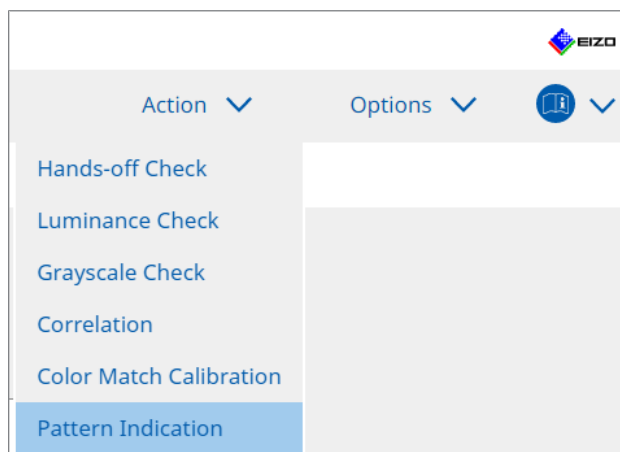 EIZO
Action
Options
Hands-off Check
Luminance Check
Grayscale Check
Correlation
Color Match Calibration
Pattern Indication